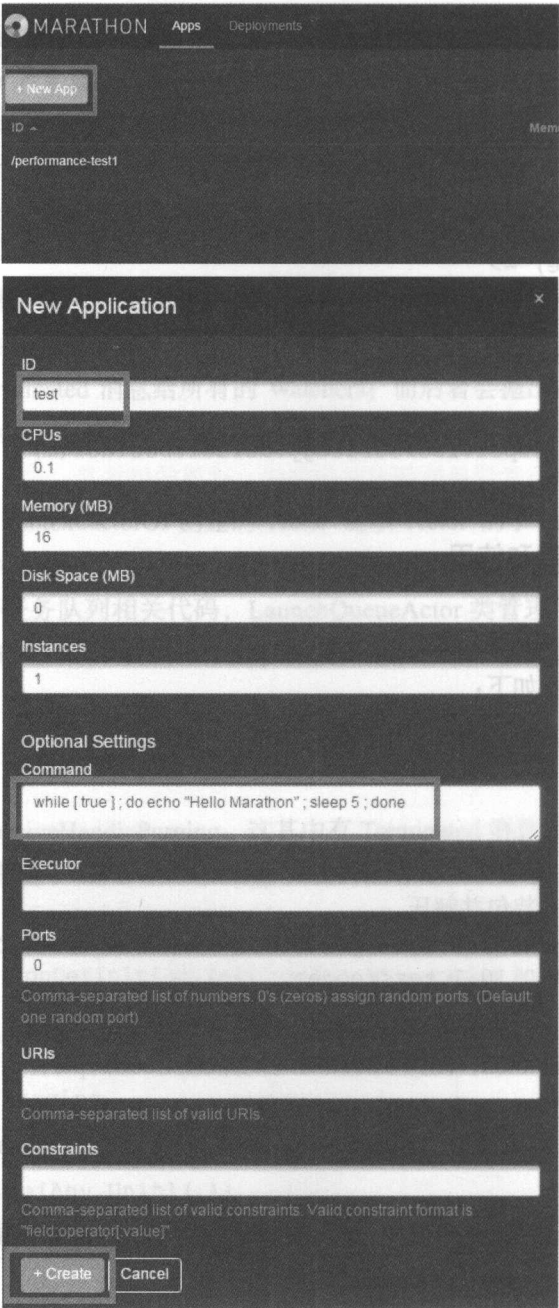 MARATHON Apps Deployments
+ New App
ID
Mem
/performance-test1
New Application
×
ID
test
CPUs
0.1
Memory (MB)
16
Disk Space (MB)
0
Instances
1
Optional Settings
Command
while [ true ] ; do echo "Hello Marathon" ; sleep 5 ; done
Executor
Ports
0
Comma-separated list of numbers. 0's (zeros) assign random ports. (Default:
one random port)
URIs
Comma-separated list of valid URIs.
Constraints
Comma-separated list of valid constraints. Valid constraint format is
"field:operator[:value]".
+ Create
Cancel